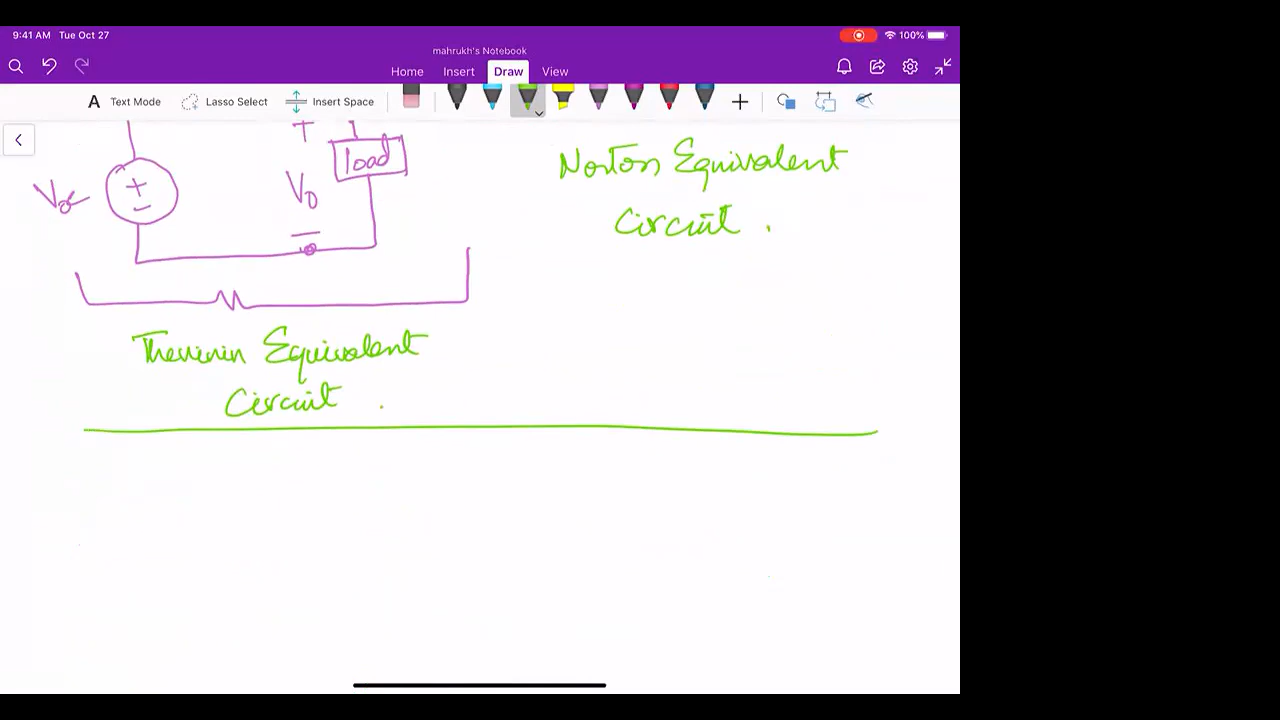 9:41 AM Tue Oct 27
100%
mahrukh's Notebook
Home Insert Draw View
A Text Mode Lasso Select Insert Space
+
load
Voc
+
-
Vo
-
Norton Equivalent
Circuit .
Thevenin Equivalent
Circuit .